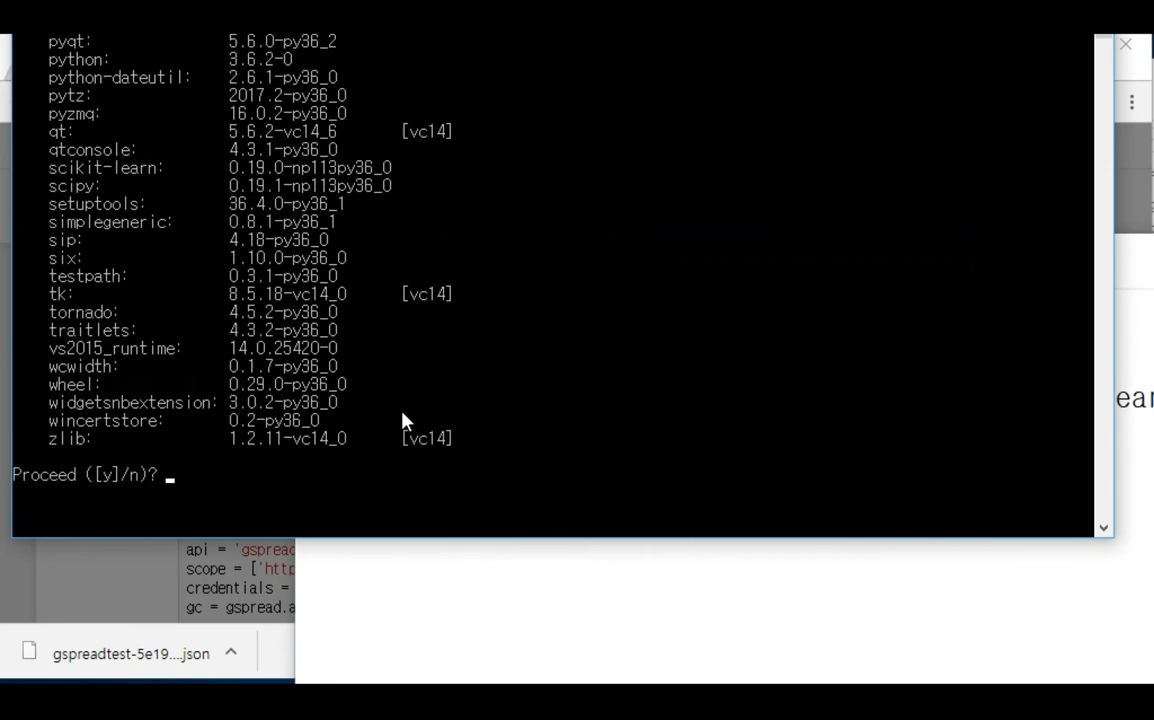 pyqt: 5.6.0-py36_2
python: 3.6.2-0
python-dateutil: 2.6.1-py36_0
pytz: 2017.2-py36_0
pyzmq: 16.0.2-py36_0
qt: 5.6.2-vc14_6 [vc14]
qtconsole: 4.3.1-py36_0
scikit-learn: 0.19.0-np113py36_0
scipy: 0.19.1-np113py36_0
setuptools: 36.4.0-py36_1
simplegeneric: 0.8.1-py36_1
sip: 4.18-py36_0
six: 1.10.0-py36_0
testpath: 0.3.1-py36_0
tk: 8.5.18-vc14_0 [vc14]
tornado: 4.5.2-py36_0
traitlets: 4.3.2-py36_0
vs2015_runtime: 14.0.25420-0
wcwidth: 0.1.7-py36_0
wheel: 0.29.0-py36_0
widgetsnbextension: 3.0.2-py36_0
wincertstore: 0.2-py36_0
zlib: 1.2.11-vc14_0 [vc14]
Proceed ([y]/n)?
ear
api = 'gspread
scope = ['http
credentials =
gc = gspread.a
gspreadtest-5e19....json